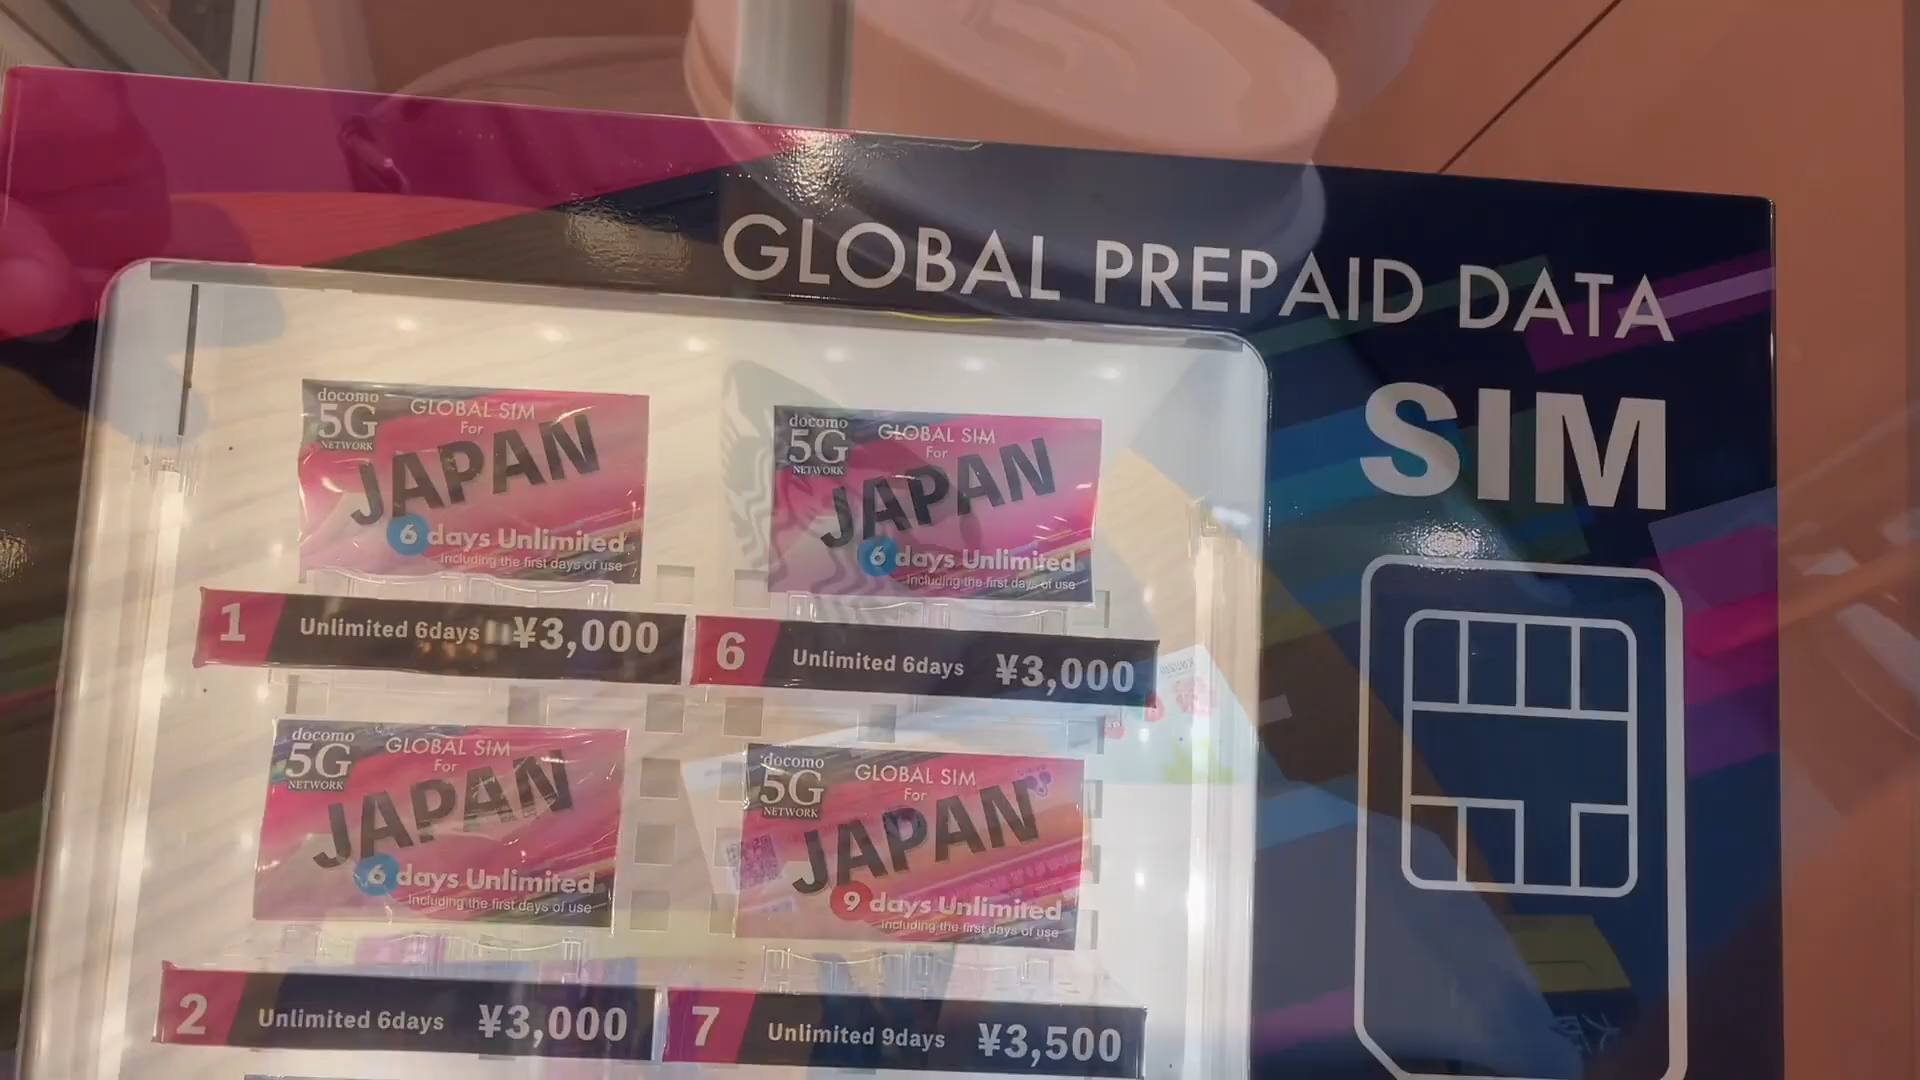 GLOBAL PREPAID DATA
SIM
docomo
5G
NETWORK
GLOBAL SIM
For
JAPAN
6 days Unlimited
Including the first days of use
docomo
5G
NETWORK
GLOBAL SIM
For
JAPAN
6 days Unlimited
Including the first days of use
1 Unlimited 6days ¥3,000
6 Unlimited 6days ¥3,000
docomo
5G
NETWORK
GLOBAL SIM
For
JAPAN
6 days Unlimited
Including the first days of use
docomo
5G
NETWORK
GLOBAL SIM
For
JAPAN
9 days Unlimited
Including the first days of use
2 Unlimited 6days ¥3,000
7 Unlimited 9days ¥3,500